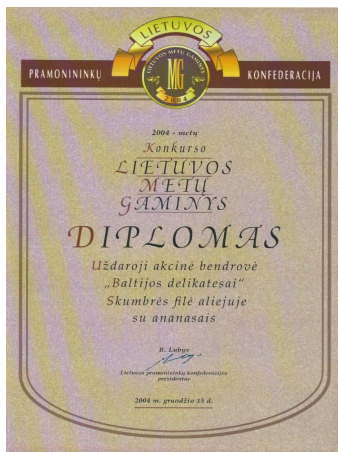 LIETUVOS
PRAMONININKŲ
KONFEDERACIJA
LIETUVOS METŲ GAMINYS
MG
2004
2004 - metų
Konkurso
LIETUVOS
METŲ
GAMINYS
DIPLOMAS
Uždaroji akcinė bendrovė
„Baltijos delikatesai“
Skumbrės filė aliejuje
su ananasais
B. Lubys
Lietuvos pramonininkų konfederacijos
prezidentas
2004 m. gruodžio 15 d.